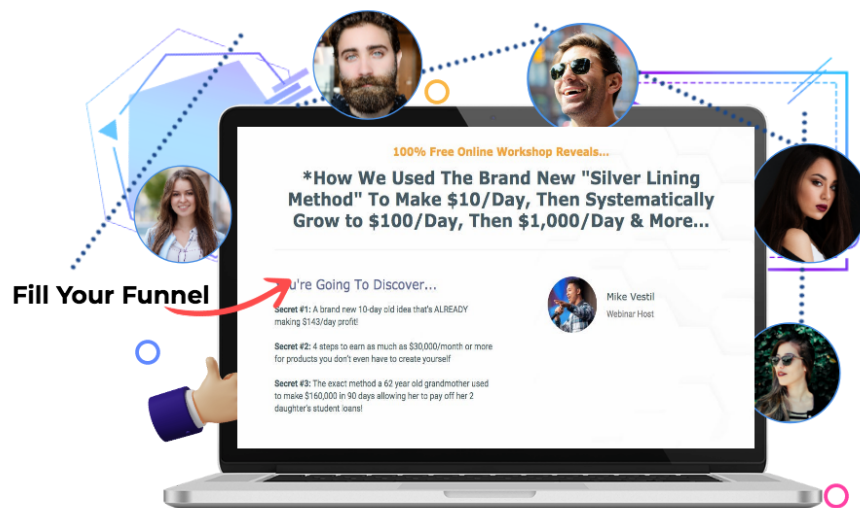 100% Free Online Workshop Reveals...
*How We Used The Brand New "Silver Lining
Method" To Make $10/Day, Then Systematically
Grow to $100/Day, Then $1,000/Day & More...
Fill Your Funnel
u're Going To Discover...
Secret #1: A brand new 10-day old idea that's ALREADY
making $143/day profit!
Secret #2: 4 steps to earn as much as $30,000/month or more
for products you don't even have to create yourself
Secret #3: The exact method a 62 year old grandmother used
to make $160,000 in 90 days allowing her to pay off her 2
daughter's student loans!
Mike Vestil
Webinar Host